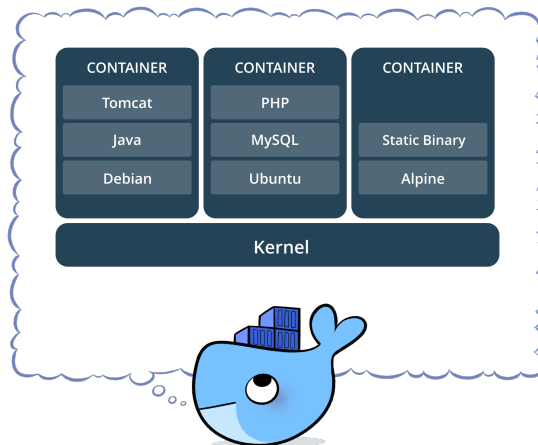 CONTAINER
Tomcat
Java
Debian
CONTAINER
PHP
MySQL
Ubuntu
CONTAINER
Static Binary
Alpine
Kernel